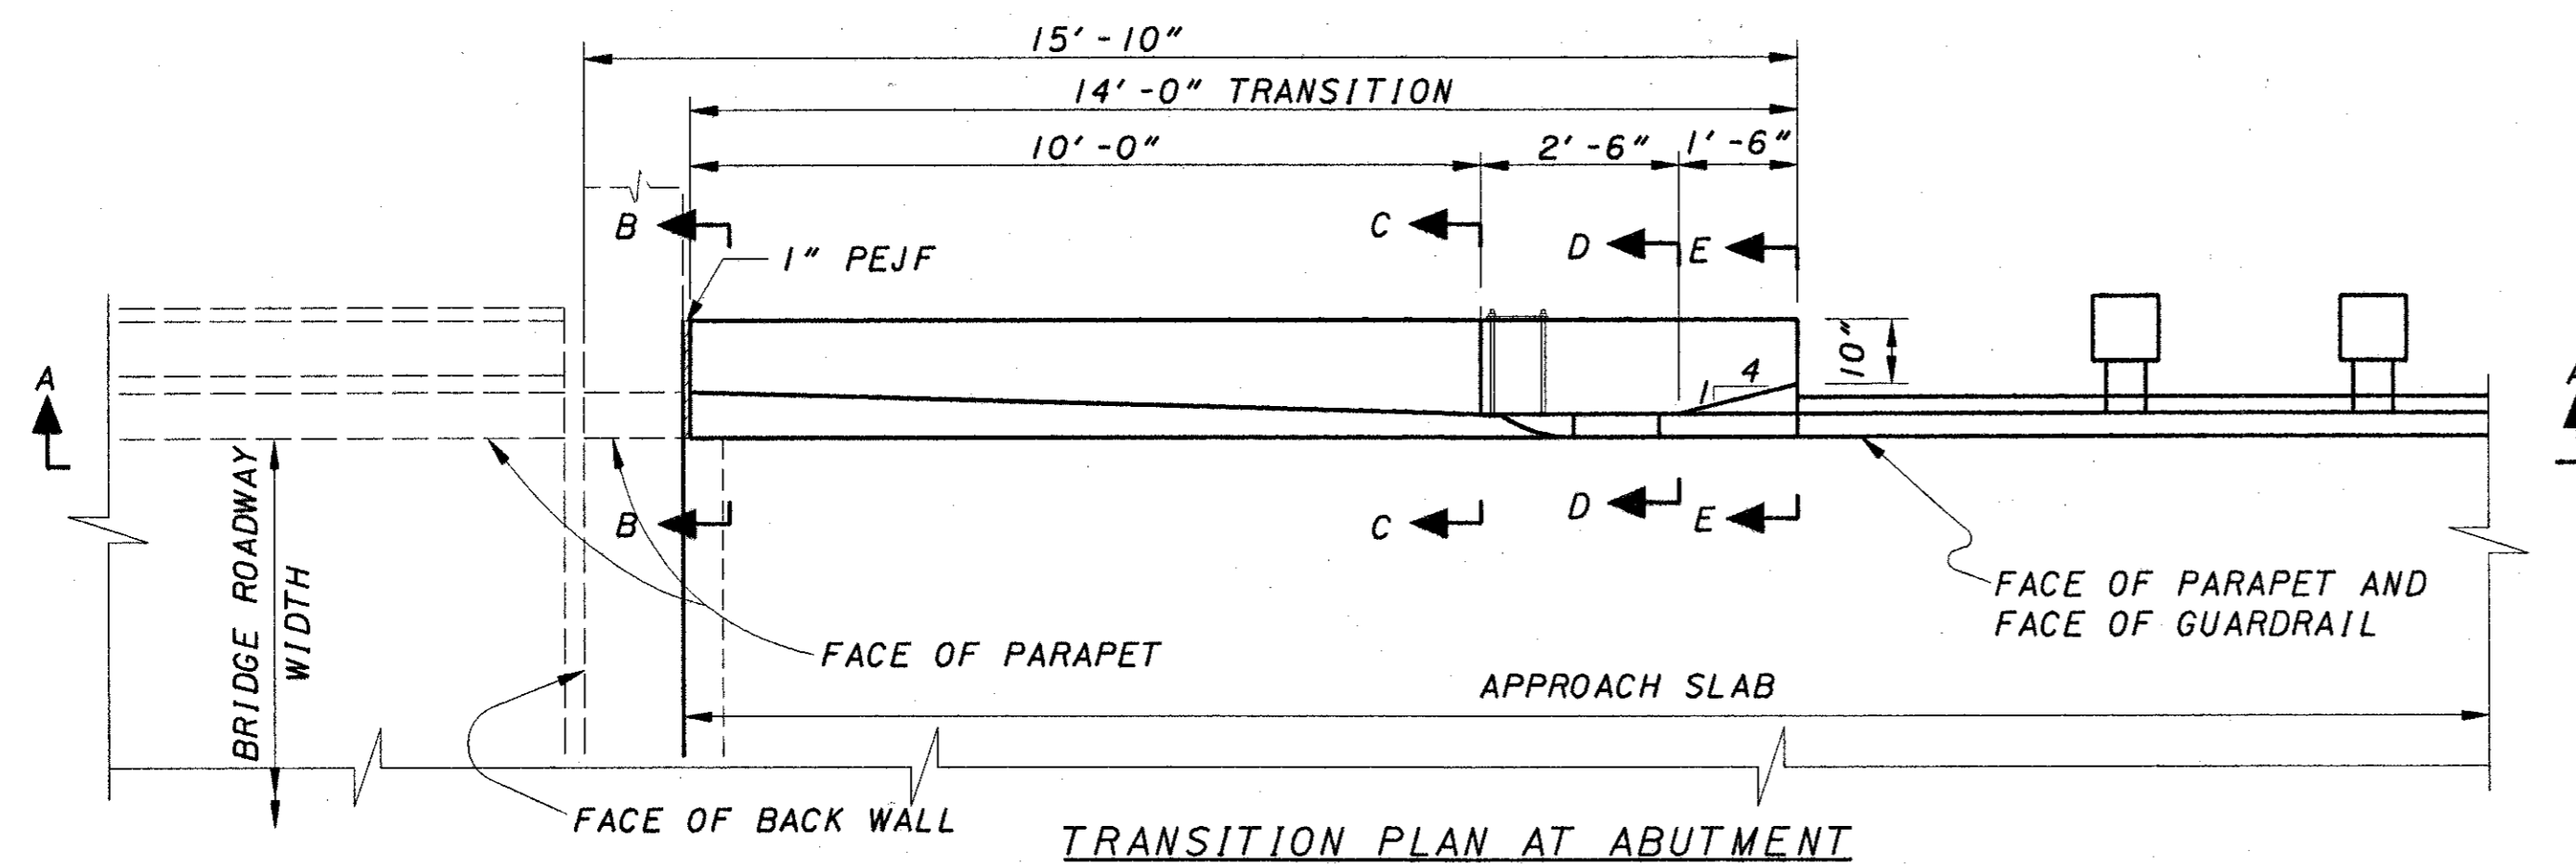 15'-10"
14'-0" TRANSITION
10'-0"
2'-6"
1'-6"
B
C
D
E
1" PEJF
10"
A
1
4
A
B
C
D
E
BRIDGE ROADWAY
WIDTH
FACE OF PARAPET AND
FACE OF GUARDRAIL
FACE OF PARAPET
APPROACH SLAB
FACE OF BACK WALL
TRANSITION PLAN AT ABUTMENT